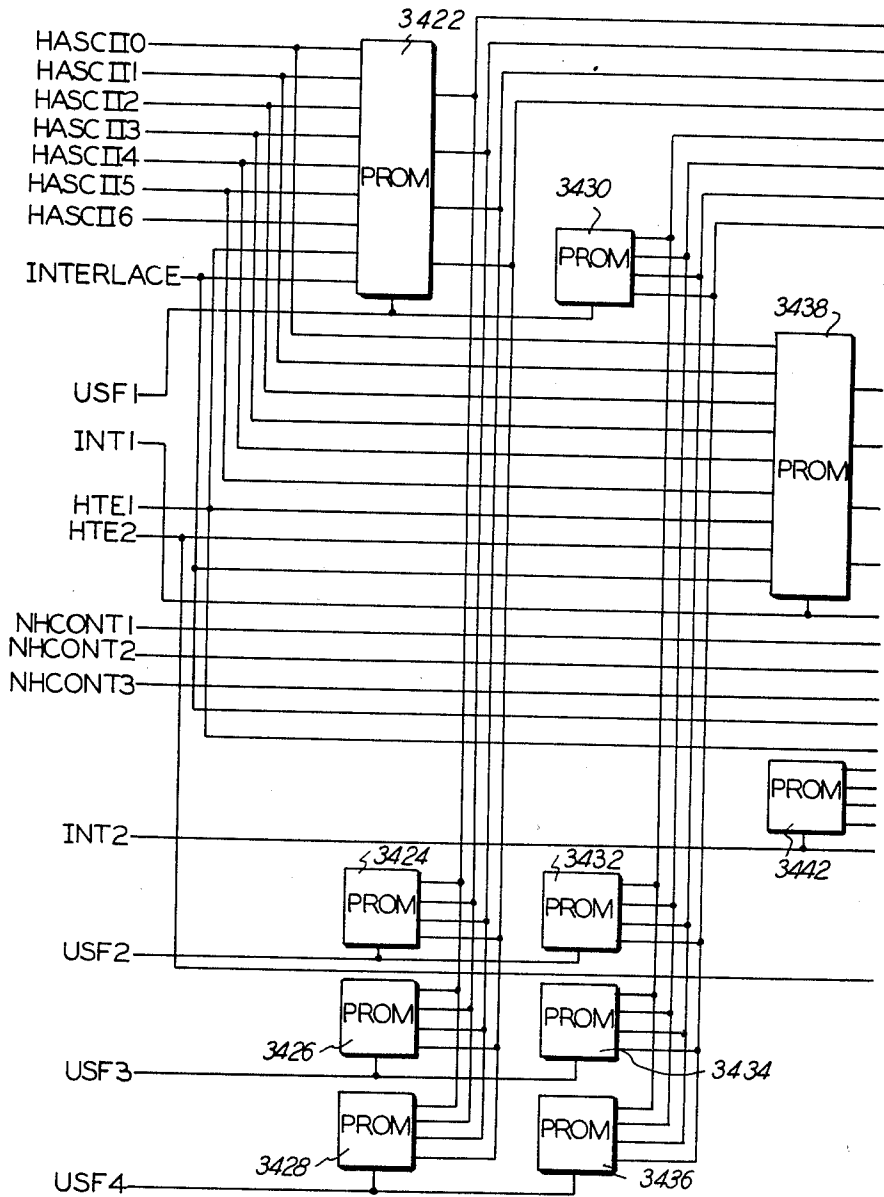 3422
HASCII0
HASCII1
HASCII2
HASCII3
HASCII4
HASCII5
HASCII6
PROM
3430
PROM
INTERLACE
3438
USF1
INT1
PROM
HTE1
HTE2
NHCONT1
NHCONT2
NHCONT3
PROM
INT2
3442
3424
3432
PROM
PROM
USF2
PROM
PROM
3426
3434
USF3
PROM
PROM
3428
3436
USF4